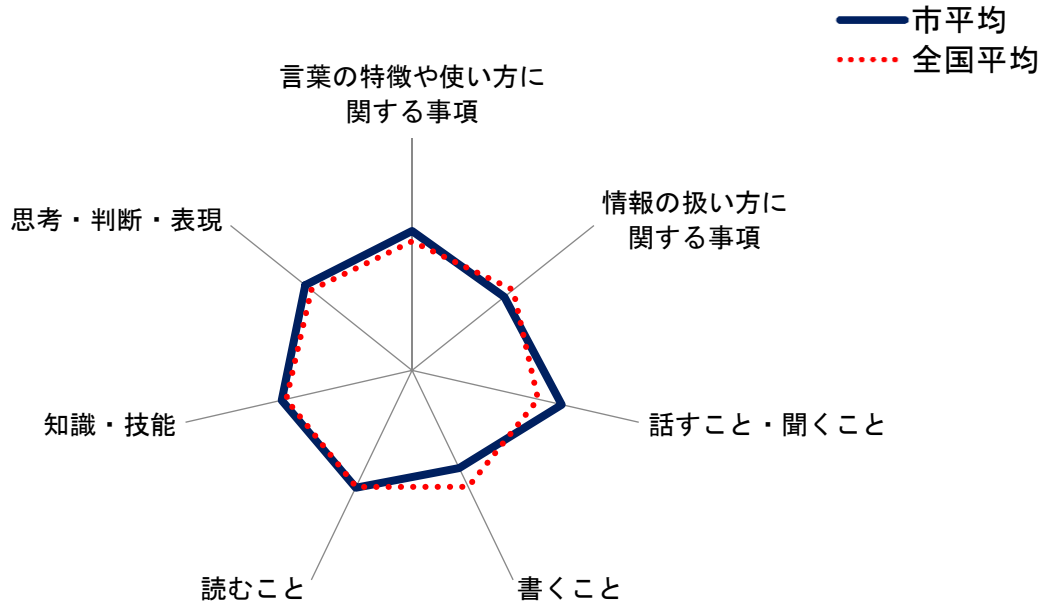 市平均
全国平均
言葉の特徴や使い方に
関する事項
情報の扱い方に
関する事項
思考・判断・表現
話すこと・聞くこと
知識・技能
読むこと
書くこと